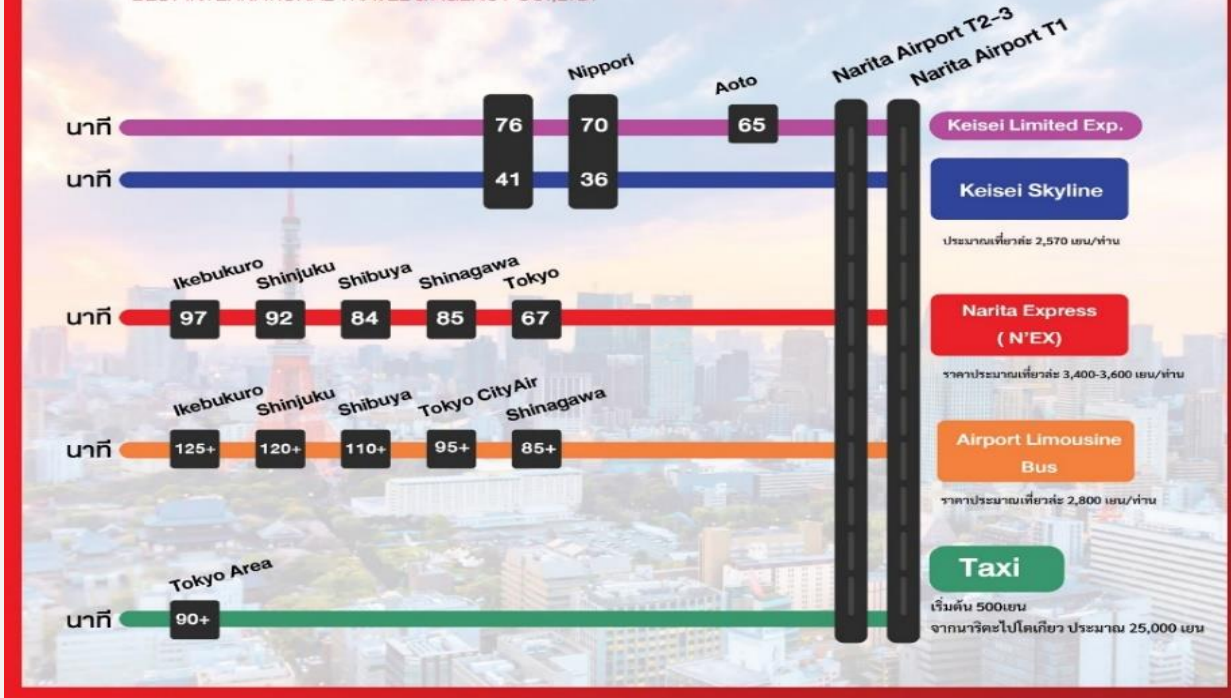 Narita Airport T2-3
Narita Airport T1
Nippori
Aoto
นาที
76
70
65
Keisei Limited Exp.
นาที
41
36
Keisei Skyline
ประมาณเที่ยวล่ะ 2,570 เยน/ท่าน
Ikebukuro
Shinjuku
Shibuya
Shinagawa
Tokyo
นาที
97
92
84
85
67
Narita Express
( N'EX)
ราคาประมาณเที่ยวล่ะ 3,400-3,600 เยน/ท่าน
Ikebukuro
Shinjuku
Shibuya
Tokyo CityAir
Shinagawa
นาที
125+
120+
110+
95+
85+
Airport Limousine
Bus
ราคาประมาณเที่ยวล่ะ 2,800 เยน/ท่าน
Tokyo Area
นาที
90+
Taxi
เริ่มต้น 500เยน
จากนาริตะไปโตเกียว ประมาณ 25,000 เยน